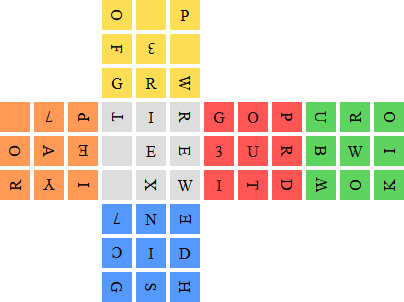 O P
F 3
G R W
7 P T I R G O P U R O
O A E E E 3 U R B W I
R Y I X W I T D W O K
7 N E
C I D
G S H